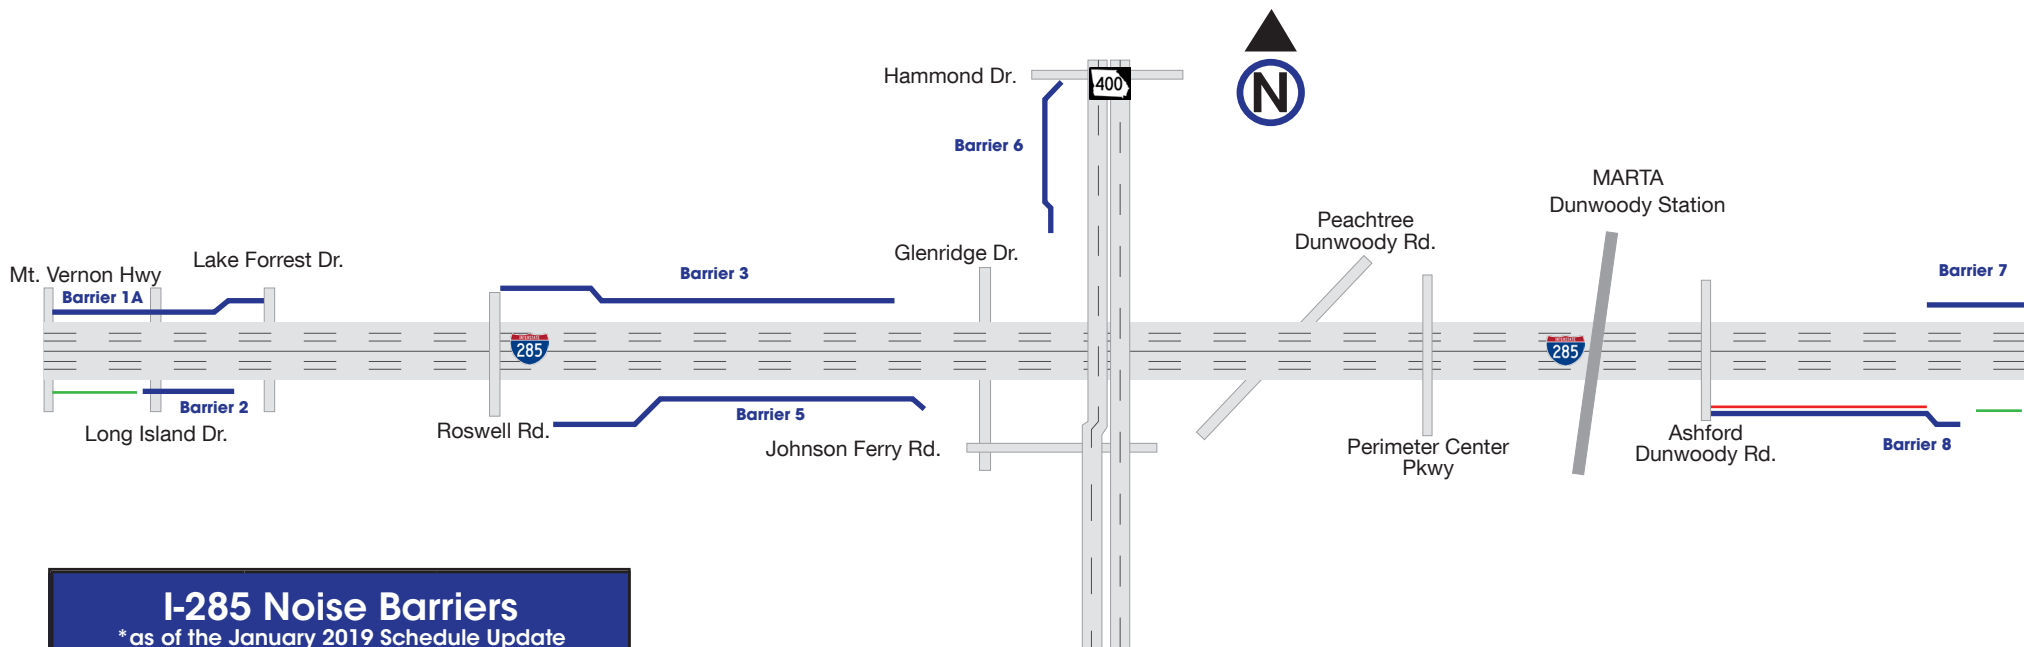 Hammond Dr.
400
N
Barrier 6
MARTA
Dunwoody Station
Peachtree
Dunwoody Rd.
Glenridge Dr.
Lake Forrest Dr.
Mt. Vernon Hwy
Barrier 3
Barrier 7
Barrier 1A
INTERSTATE
285
INTERSTATE
285
Barrier 2
Barrier 5
Long Island Dr.
Roswell Rd.
Johnson Ferry Rd.
Perimeter Center
Pkwy
Ashford
Dunwoody Rd.
Barrier 8
I-285 Noise Barriers
*as of the January 2019 Schedule Update